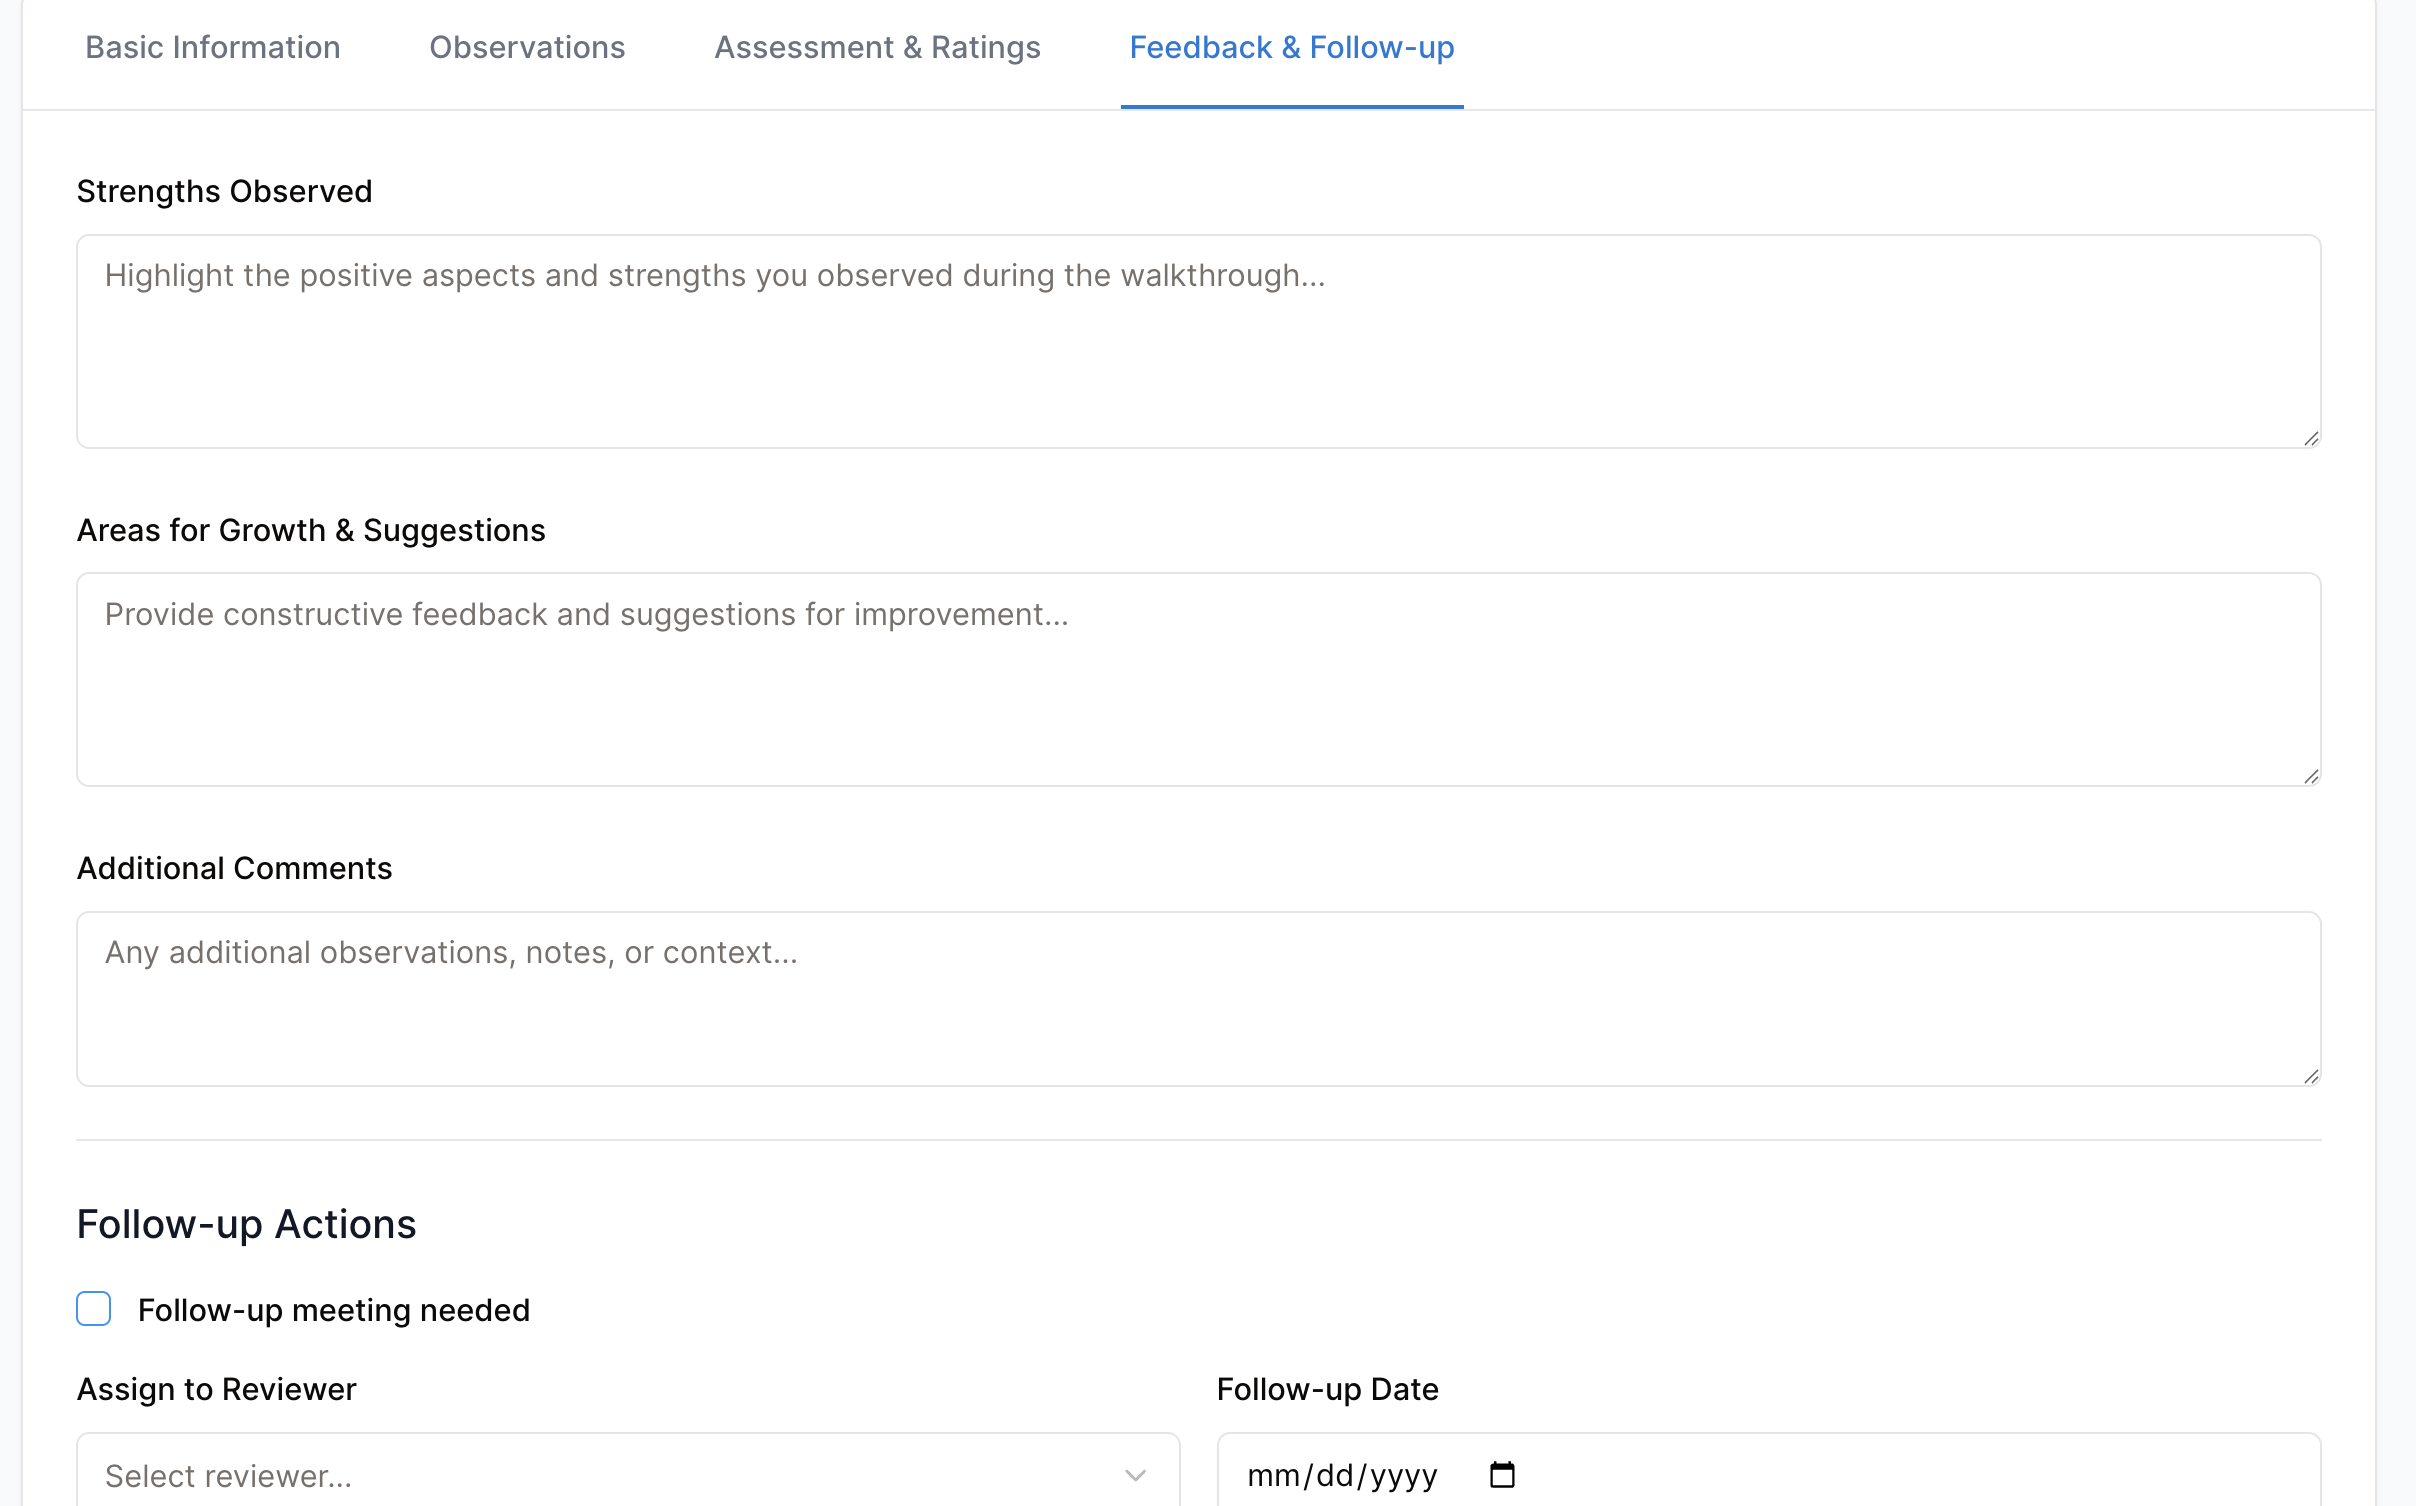 Basic Information Observations Assessment & Ratings Feedback & Follow-up
Strengths Observed
Highlight the positive aspects and strengths you observed during the walkthrough...
Areas for Growth & Suggestions
Provide constructive feedback and suggestions for improvement...
Additional Comments
Any additional observations, notes, or context...
Follow-up Actions
Follow-up meeting needed
Assign to Reviewer Follow-up Date
Select reviewer... mm/dd/yyyy